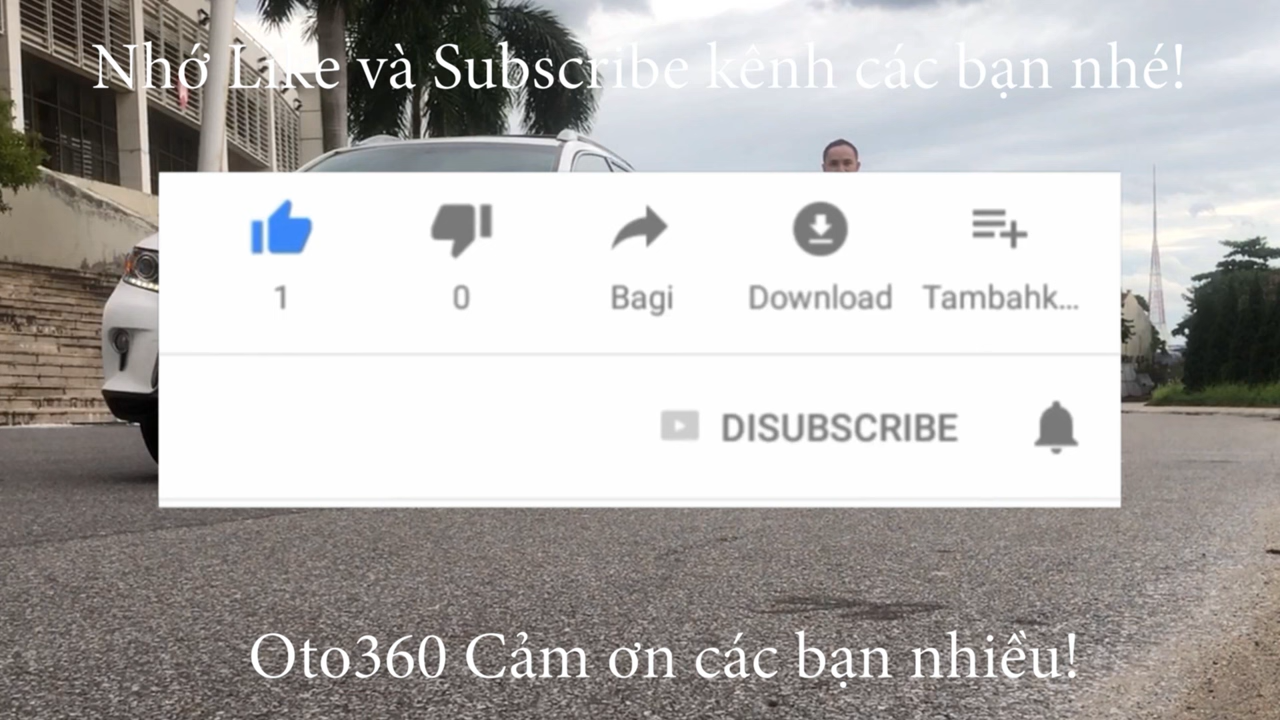 Nhớ Like và Subscribe kênh các bạn nhé!
1 0 Bagi Download Tambahk...
DISUBSCRIBE
Oto360 Cảm ơn các bạn nhiều!